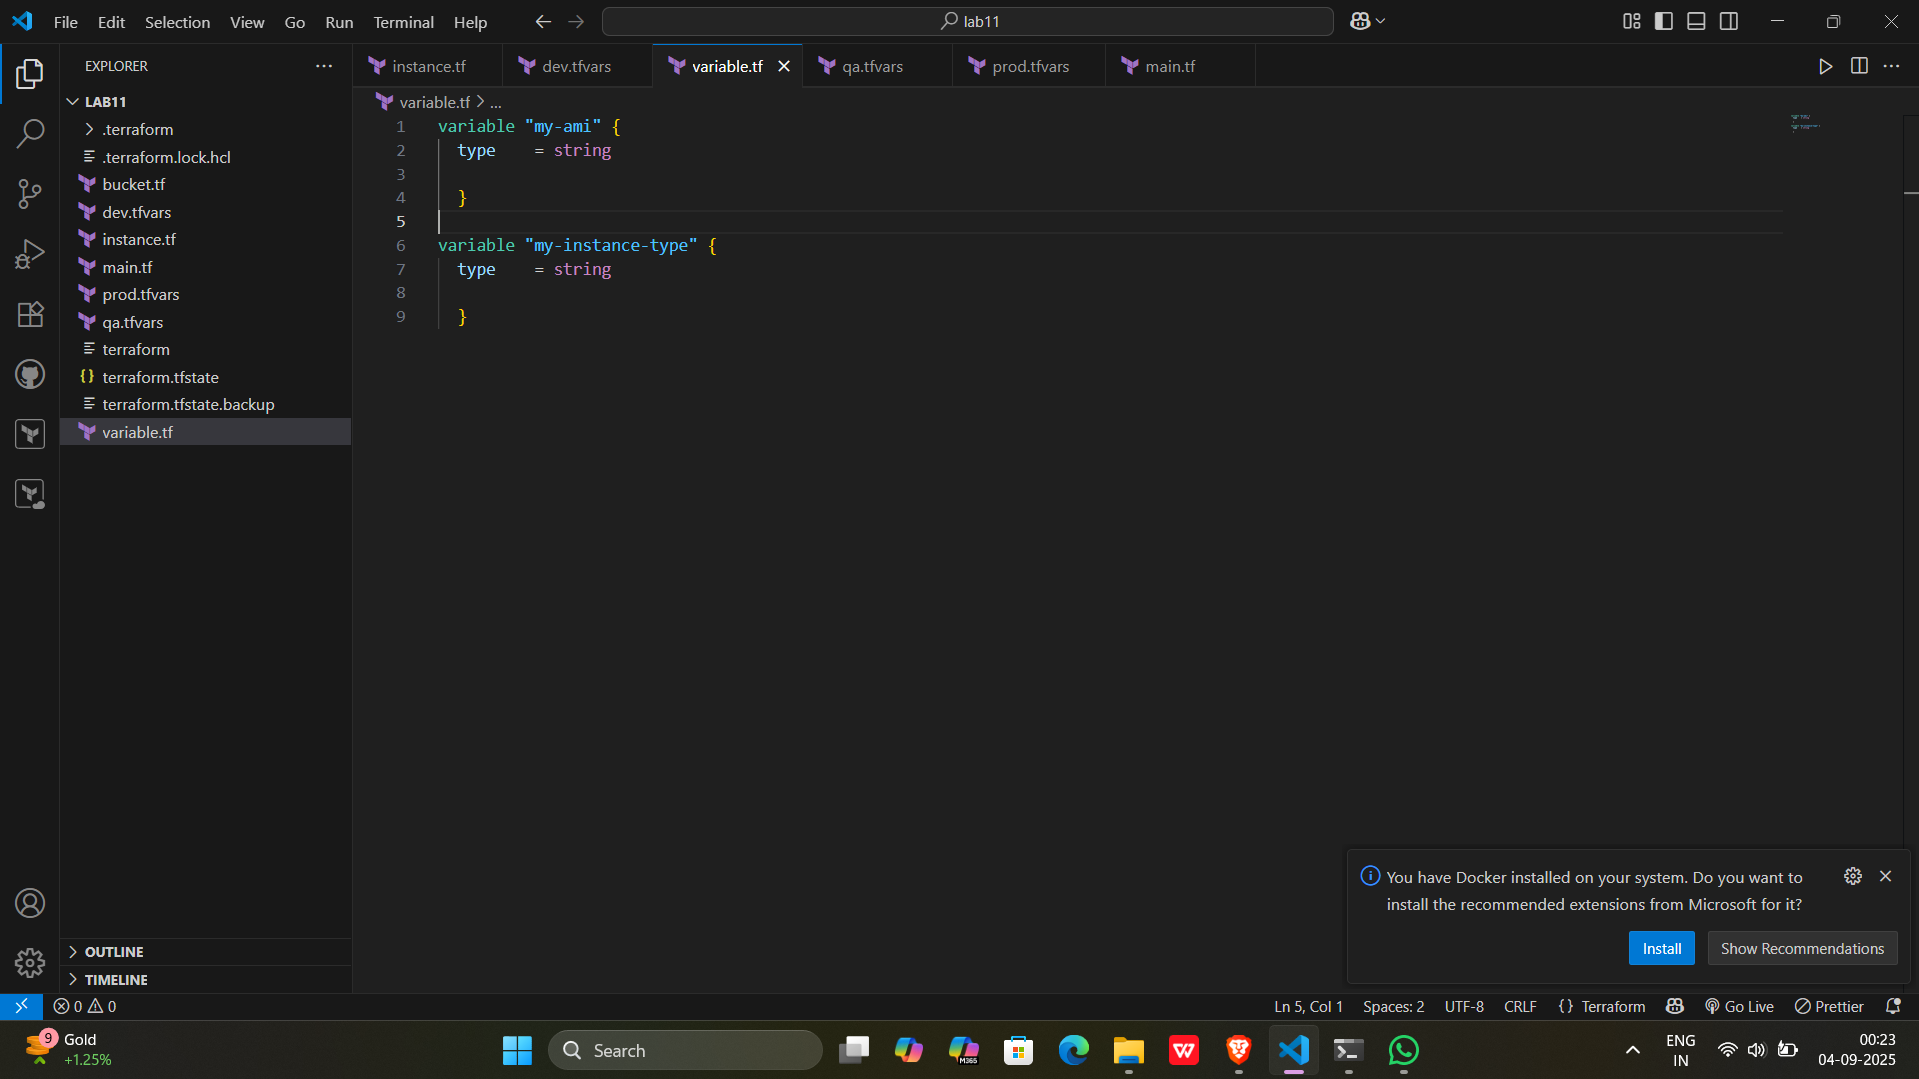 File Edit Selection View Go Run Terminal Help
lab11
EXPLORER
LAB11
.terraform
.terraform.lock.hcl
bucket.tf
dev.tfvars
instance.tf
main.tf
prod.tfvars
qa.tfvars
terraform
terraform.tfstate
terraform.tfstate.backup
variable.tf
OUTLINE
TIMELINE
instance.tf dev.tfvars variable.tf qa.tfvars prod.tfvars main.tf
variable.tf > ...
1 variable "my-ami" {
2 type = string
3
4 }
5
6 variable "my-instance-type" {
7 type = string
8
9 }
You have Docker installed on your system. Do you want to
install the recommended extensions from Microsoft for it?
Install Show Recommendations
0 0
Ln 5, Col 1 Spaces: 2 UTF-8 CRLF {} Terraform Go Live Prettier
9
Gold
+1.25%
Search
M365
W
ENG
IN
00:23
04-09-2025